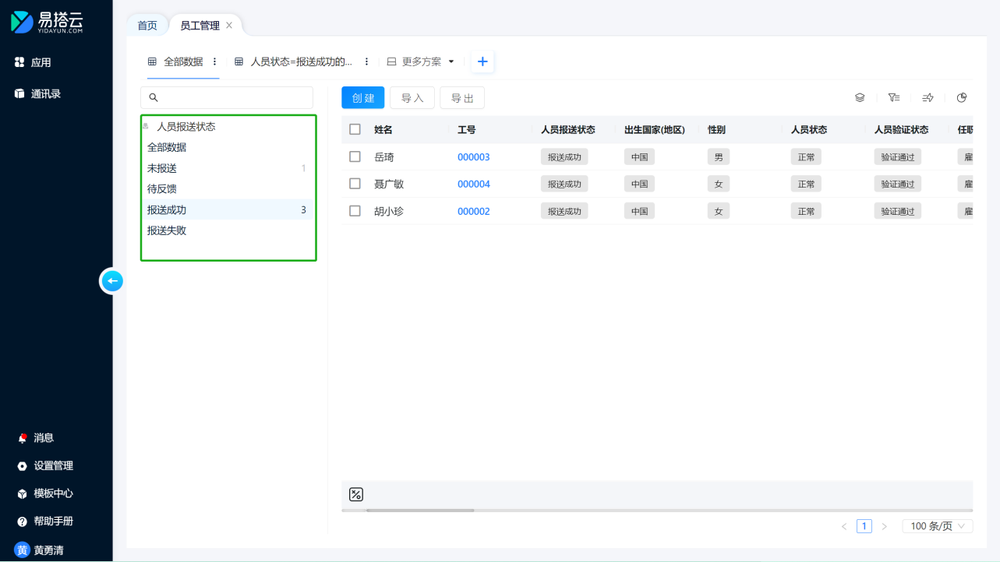 易搭云
YIDAYUN.COM
首页
员工管理
应用
通讯录
全部数据
人员状态=报送成功的...
更多方案
创 建
导 入
导 出
人员报送状态
全部数据
未报送 1
待反馈
报送成功 3
报送失败
姓名 工号 人员报送状态 出生国家(地区) 性别 人员状态 人员验证状态 任职
岳琦 000003 报送成功 中国 男 正常 验证通过 雇
聂广敏 000004 报送成功 中国 女 正常 验证通过 雇
胡小珍 000002 报送成功 中国 女 正常 验证通过 雇
消息
设置管理
模板中心
帮助手册
黄 黄勇清
1
100 条/页